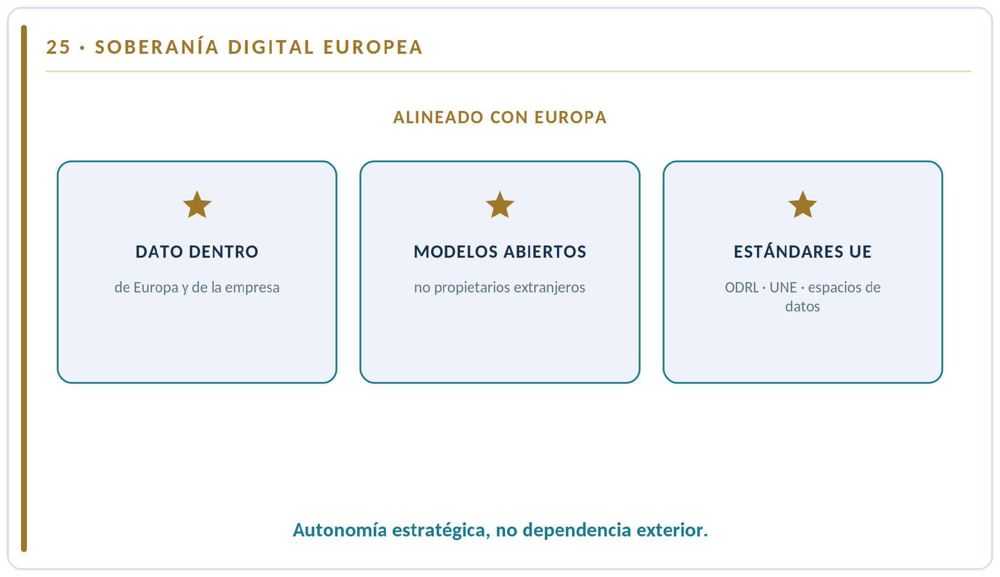 25 · SOBERANÍA DIGITAL EUROPEA
ALINEADO CON EUROPA
DATO DENTRO
de Europa y de la empresa
MODELOS ABIERTOS
no propietarios extranjeros
ESTÁNDARES UE
ODRL · UNE · espacios de
datos
Autonomía estratégica, no dependencia exterior.